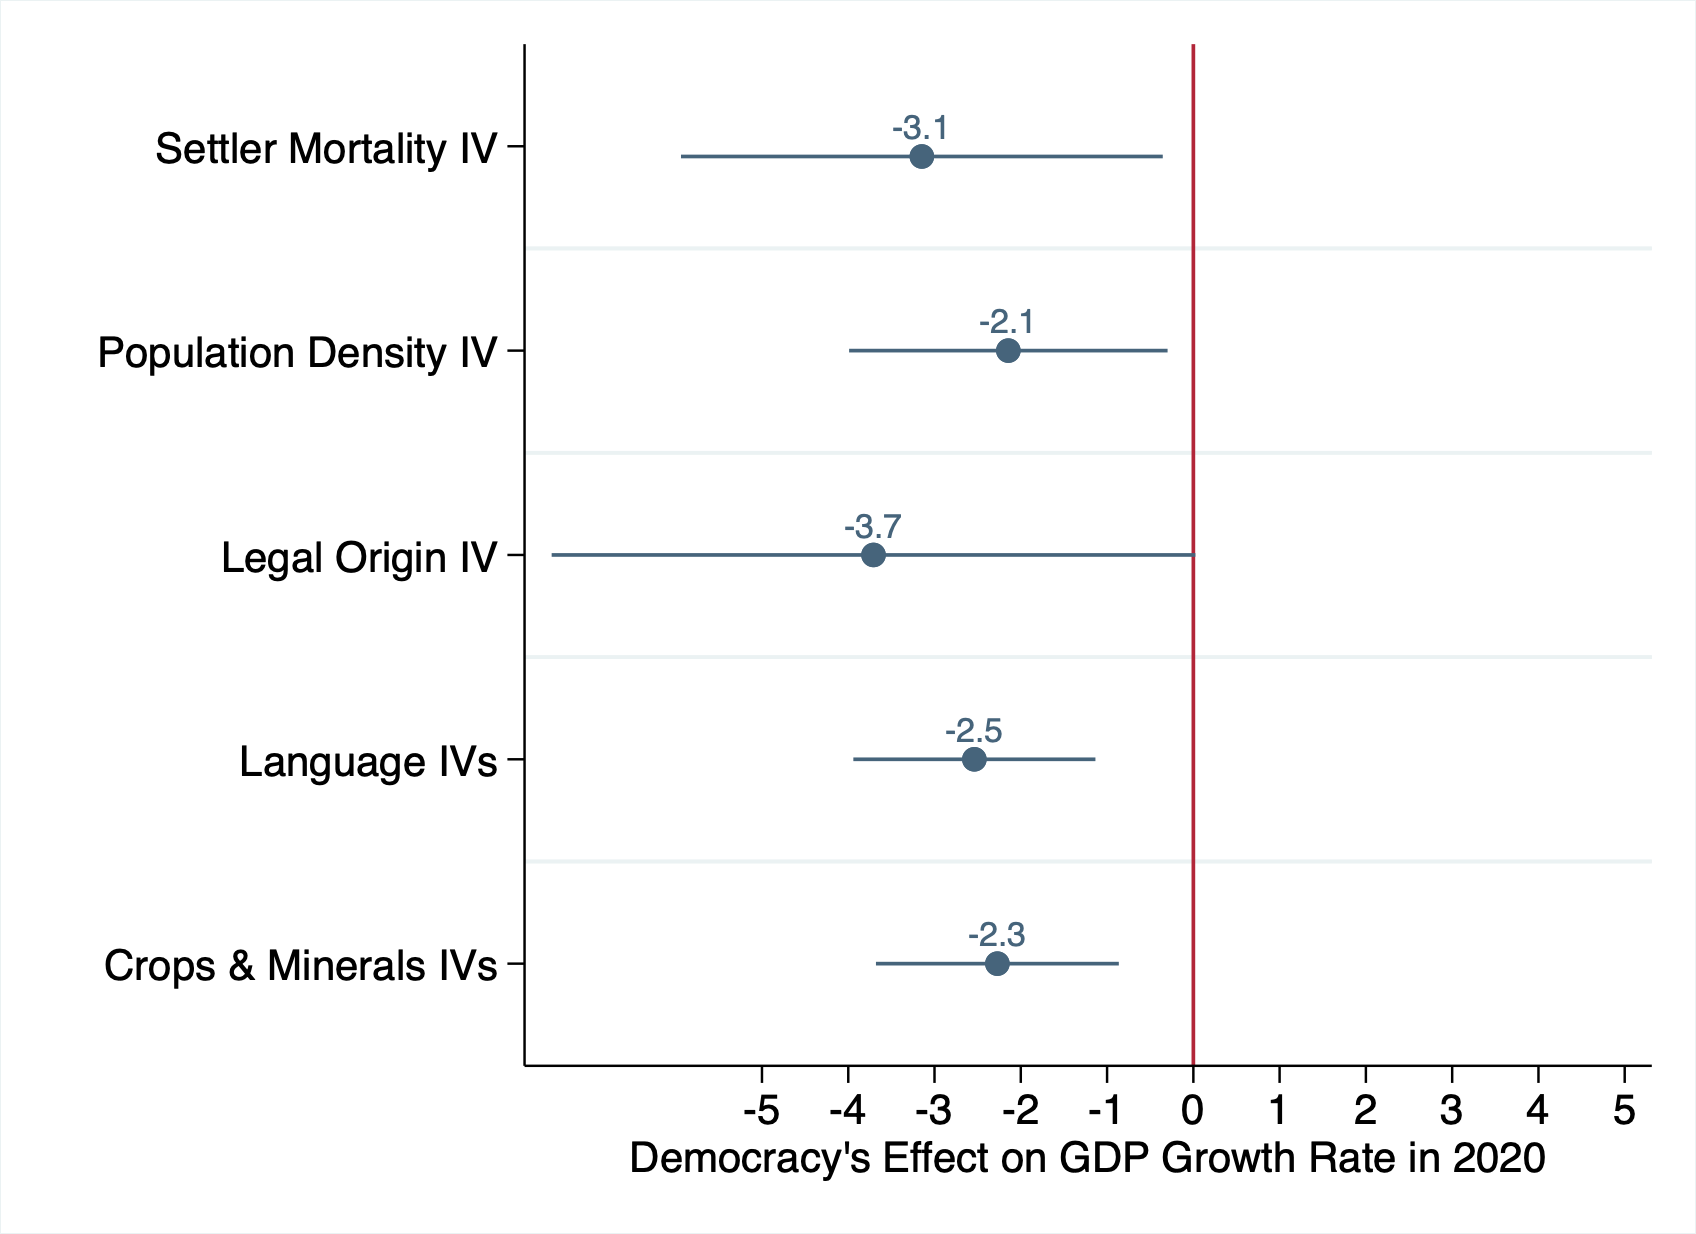 Settler Mortality IV
-3.1
Population Density IV
-2.1
Legal Origin IV
-3.7
Language IVs
-2.5
Crops & Minerals IVs
-2.3
-5 -4 -3 -2 -1 0 1 2 3 4 5
Democracy's Effect on GDP Growth Rate in 2020